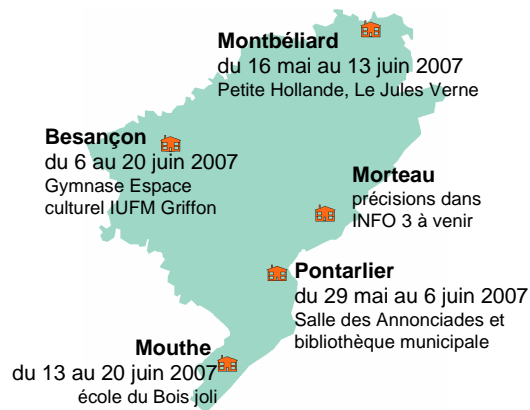 Montbéliard
du 16 mai au 13 juin 2007
Petite Hollande, Le Jules Verne
Besançon
du 6 au 20 juin 2007
Gymnase Espace
culturel IUFM Griffon
Morteau
précisions dans
INFO 3 à venir
Pontarlier
du 29 mai au 6 juin 2007
Salle des Annonciades et
bibliothèque municipale
Mouthe
du 13 au 20 juin 2007
école du Bois joli